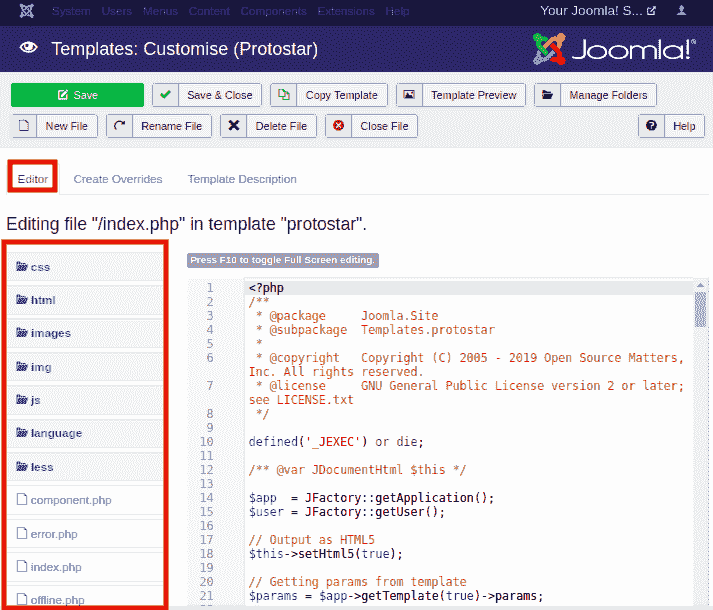 System Users Menus Content Components Extensions Help Your Joomla! S...
Templates: Customise (Protostar) Joomla!®
Save Save & Close Copy Template Template Preview Manage Folders
New File Rename File Delete File Close File Help
Editor Create Overrides Template Description
Editing file "/index.php" in template "protostar".
css
html
images
img
js
language
less
component.php
error.php
index.php
offline.php
Press F10 to toggle Full Screen editing.
1 <?php
2 /**
3 * @package Joomla.Site
4 * @subpackage Templates.protostar
5 *
6 * @copyright Copyright (C) 2005 - 2019 Open Source Matters,
Inc. All rights reserved.
7 * @license GNU General Public License version 2 or later;
see LICENSE.txt
8 */
9
10 defined('_JEXEC') or die;
11
12 /** @var JDocumentHtml $this */
13
14 $app = JFactory::getApplication();
15 $user = JFactory::getUser();
16
17 // Output as HTML5
18 $this->setHtml5(true);
19
20 // Getting params from template
21 $params = $app->getTemplate(true)->params;